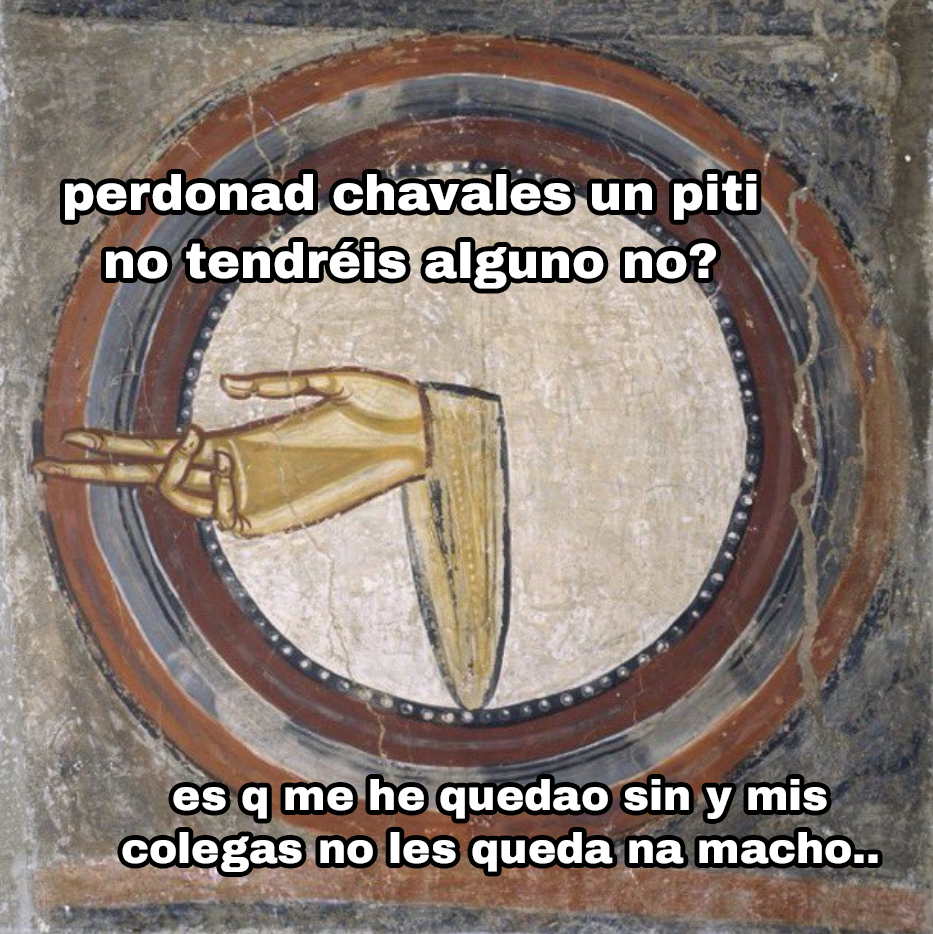 perdonad chavales un piti
no tendréis alguno no?
es q me he quedao sin y mis
colegas no les queda na macho..